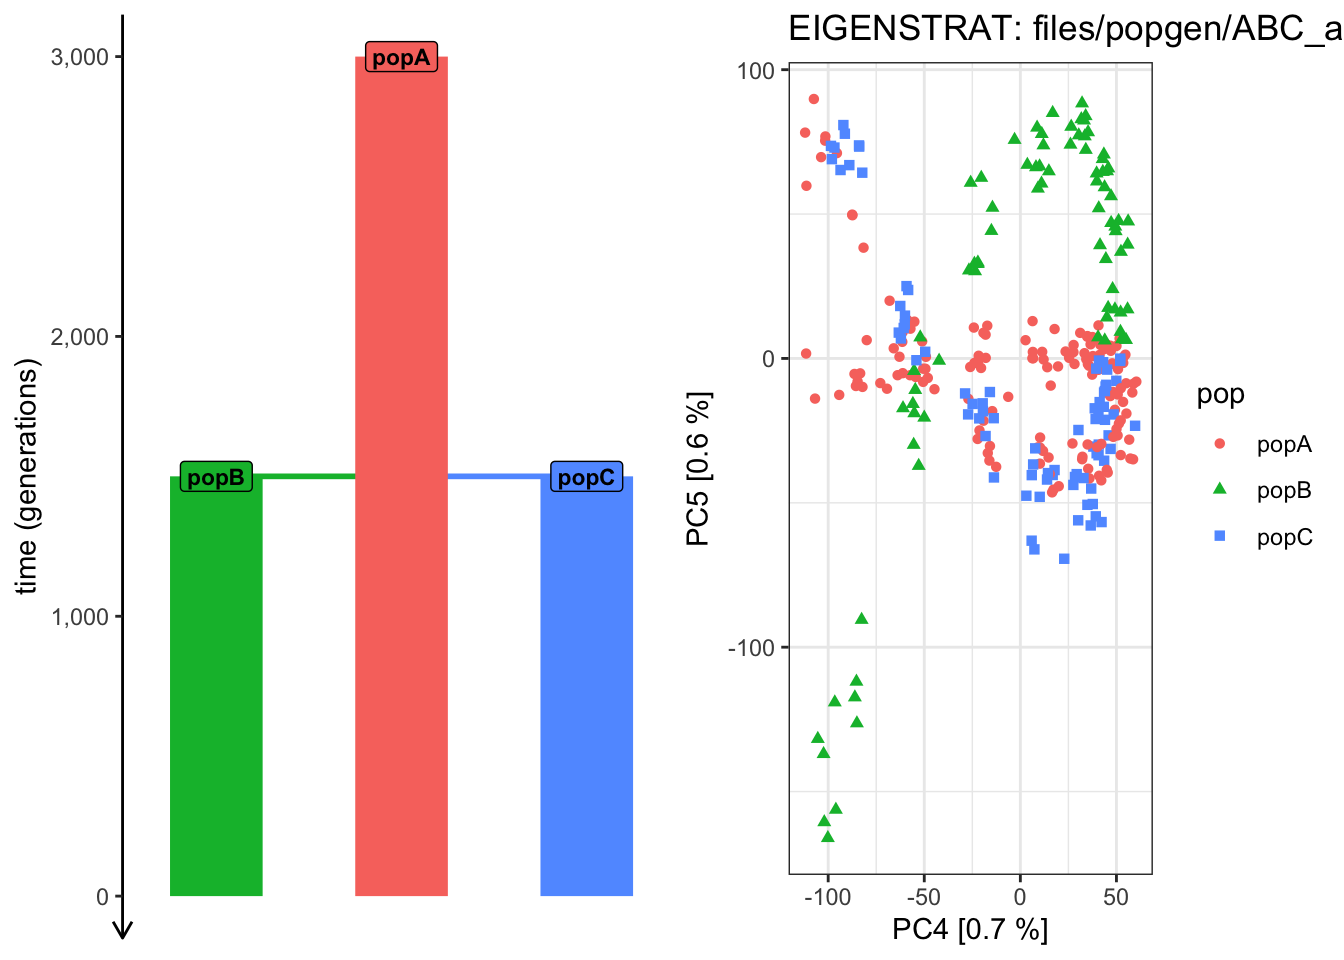 time (generations)
3,000
2,000
1,000
0
popA
popB
popC
EIGENSTRAT: files/popgen/ABC_a
PC5 [0.6 %]
100
0
-100
-100
-50
0
50
PC4 [0.7 %]
pop
popA
popB
popC